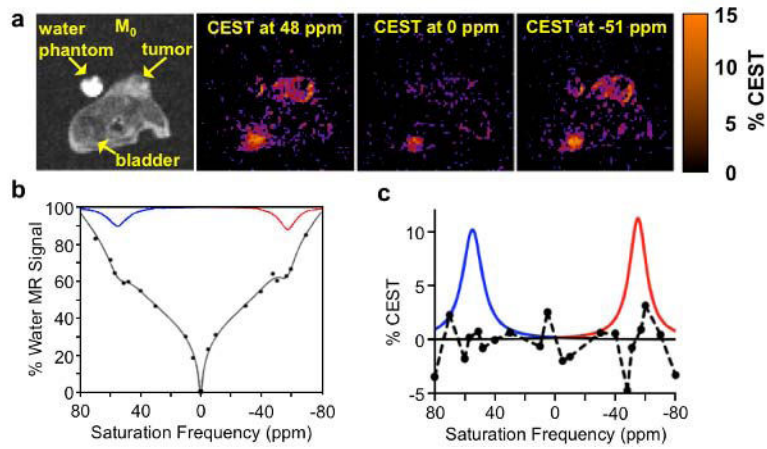 a
water
phantom
M0
tumor
bladder
CEST at 48 ppm
CEST at 0 ppm
CEST at -51 ppm
15
10
5
0
% CEST
b
100
80
60
40
20
0
% Water MR Signal
80 40 0 -40 -80
Saturation Frequency (ppm)
c
10
5
0
-5
% CEST
80 40 0 -40 -80
Saturation Frequency (ppm)